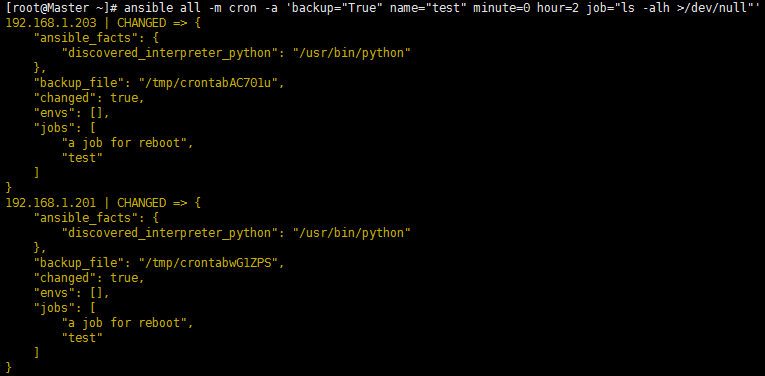 [root@Master ~]# ansible all -m cron -a 'backup="True" name="test" minute=0 hour=2 job="ls -alh >/dev/null"'
192.168.1.203 | CHANGED => {
    "ansible_facts": {
        "discovered_interpreter_python": "/usr/bin/python"
    },
    "backup_file": "/tmp/crontabAC70lu",
    "changed": true,
    "envs": [],
    "jobs": [
        "a job for reboot",
        "test"
    ]
}
192.168.1.201 | CHANGED => {
    "ansible_facts": {
        "discovered_interpreter_python": "/usr/bin/python"
    },
    "backup_file": "/tmp/crontabwGlZPS",
    "changed": true,
    "envs": [],
    "jobs": [
        "a job for reboot",
        "test"
    ]
}